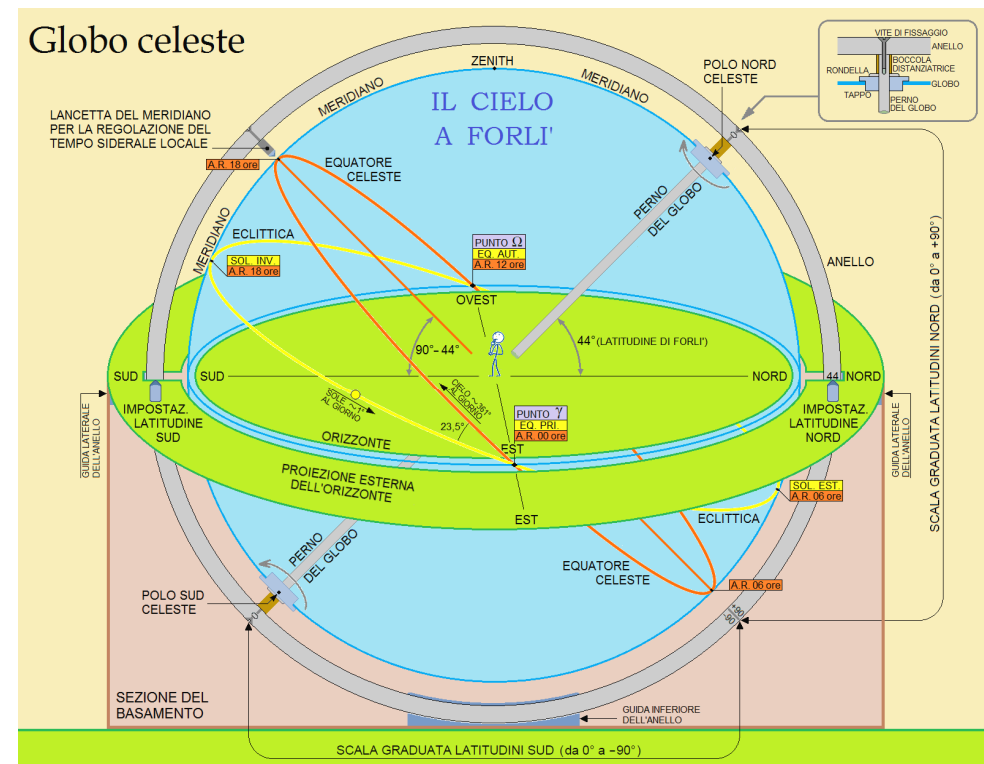 Globo celeste
IL CIELO
A FORLI'
ZENITH
MERIDIANO
MERIDIANO
MERIDIANO
POLO NORD
CELESTE
VITE DI FISSAGGIO
ANELLO
BOCCOLA
DISTANZIATRICE
RONDELLA
GLOBO
TAPPO
PERNO
DEL GLOBO
LANCETTA DEL MERIDIANO
PER LA REGOLAZIONE DEL
TEMPO SIDERALE LOCALE
A.R. 18 ore
EQUATORE
CELESTE
PERNO
DEL GLOBO
ECLITTICA
SOL. INV.
A.R. 18 ore
PUNTO Ω
EQ. AUT.
A.R. 12 ore
OVEST
ANELLO
SCALA GRADUATA LATITUDINI NORD (da 0° a +90°)
0
90°– 44°
44° (LATITUDINE DI FORLI')
SUD
SUD
NORD
44
NORD
IMPOSTAZ.
LATITUDINE
SUD
IMPOSTAZ.
LATITUDINE
NORD
GUIDA LATERALE
DELL'ANELLO
GUIDA LATERALE
DELL'ANELLO
SOLE ~1°
AL GIORNO
CIELO ~361°
AL GIORNO
23,5°
PUNTO γ
EQ. PRI.
A.R. 00 ore
ORIZZONTE
EST
PROIEZIONE ESTERNA
DELL'ORIZZONTE
EST
SOL. EST.
A.R. 06 ore
ECLITTICA
PERNO
DEL GLOBO
EQUATORE
CELESTE
A.R. 06 ore
POLO SUD
CELESTE
0
+90
-90
SEZIONE DEL
BASAMENTO
GUIDA INFERIORE
DELL'ANELLO
SCALA GRADUATA LATITUDINI SUD (da 0° a –90°)